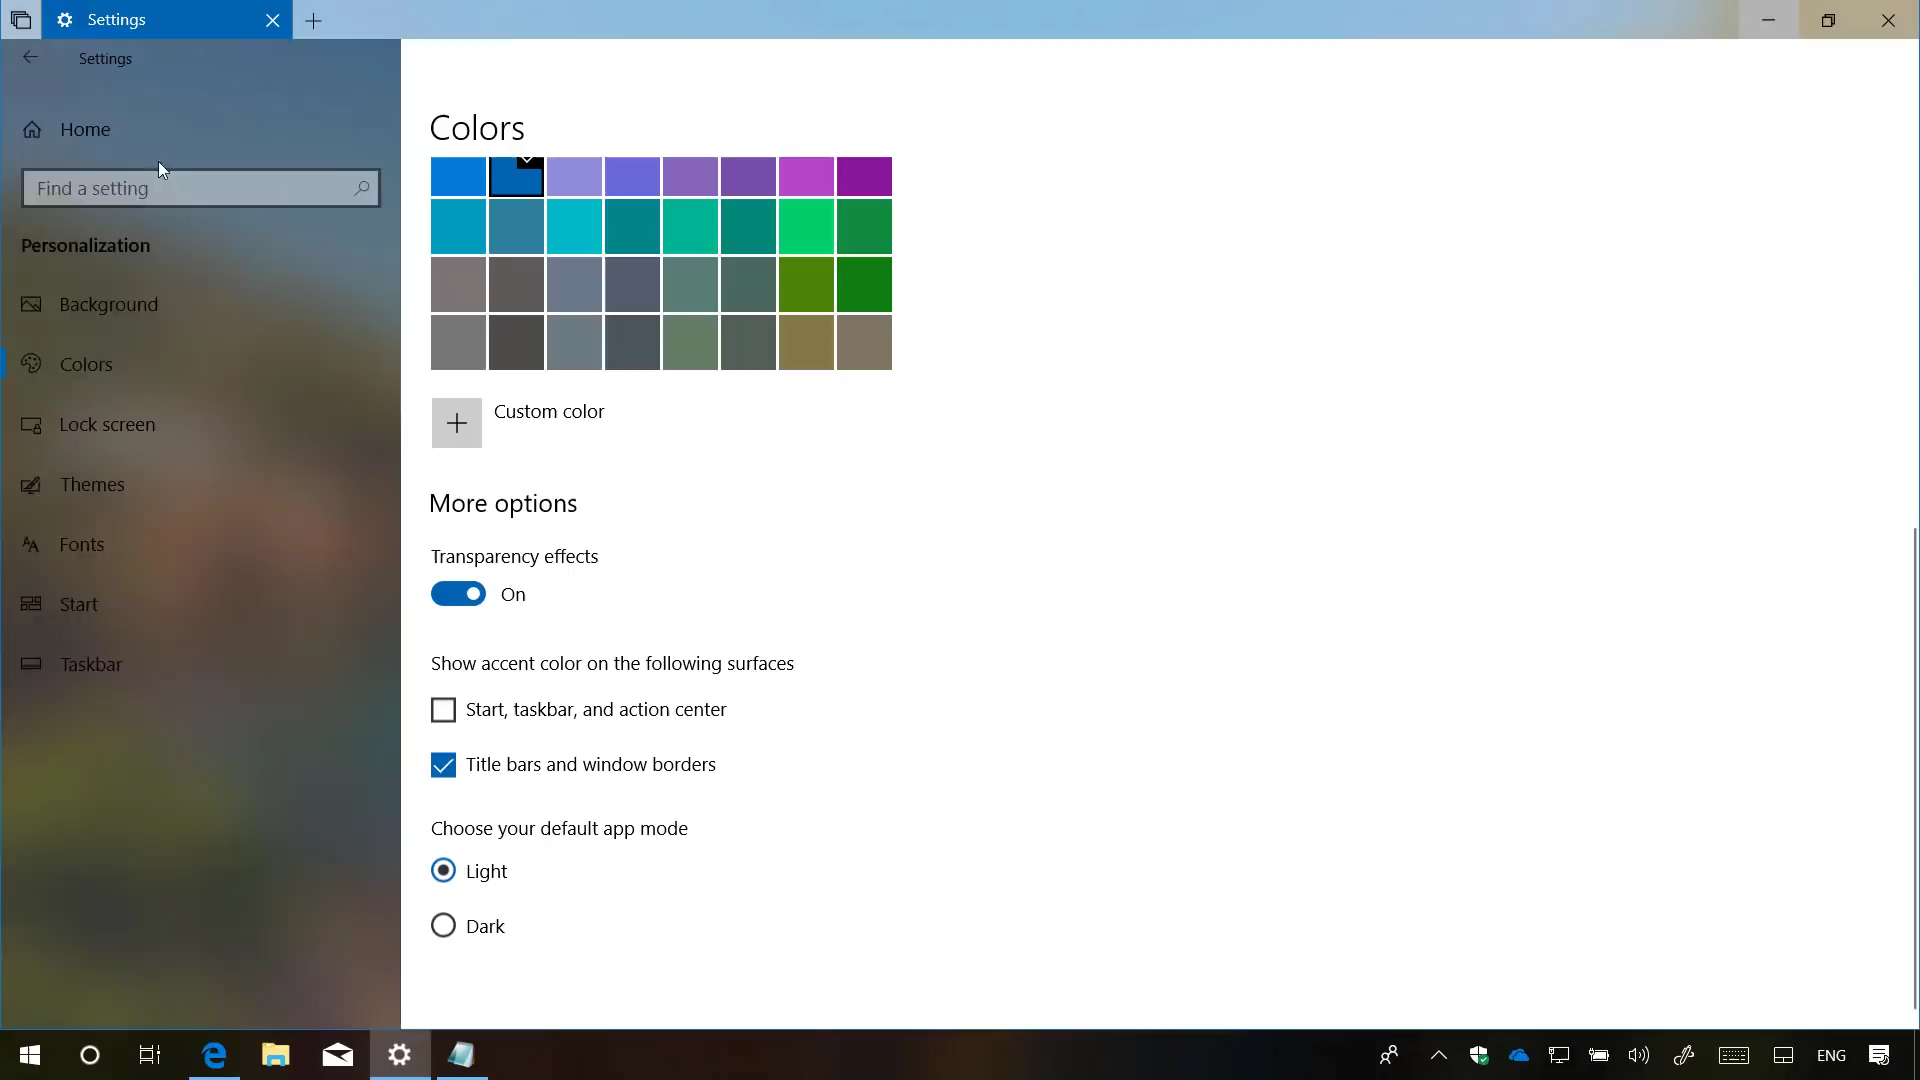 Settings
Settings
Home
Find a setting
Personalization
Background
Colors
Lock screen
Themes
Fonts
Start
Taskbar
Colors
Custom color
More options
Transparency effects
On
Show accent color on the following surfaces
Start, taskbar, and action center
Title bars and window borders
Choose your default app mode
Light
Dark
ENG